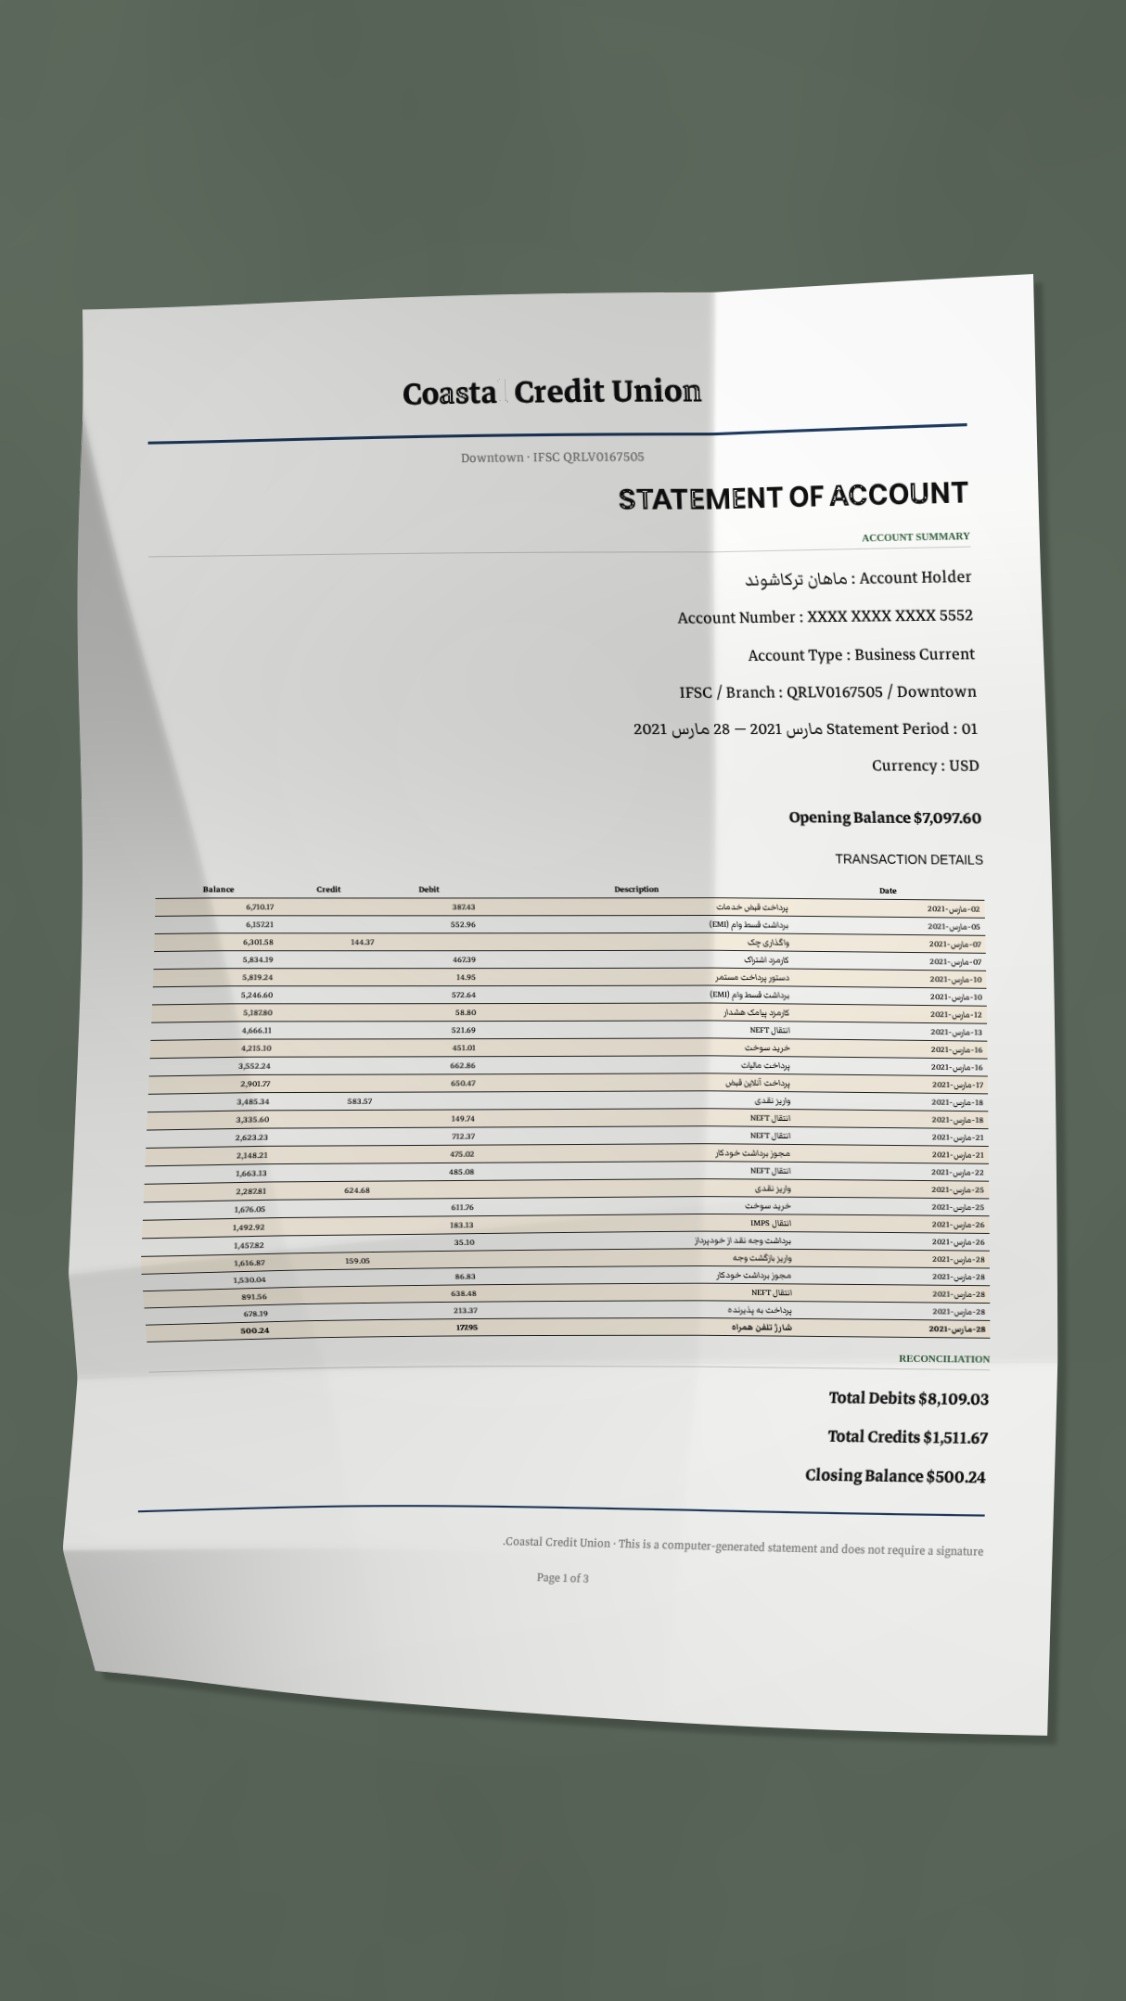 Coastal Credit Union
Downtown · IFSC QRLV0167505
STATEMENT OF ACCOUNT
ACCOUNT SUMMARY
Account Holder : ماهان ترکاشوند
Account Number : XXXX XXXX XXXX 5552
Account Type : Business Current
IFSC / Branch : QRLV0167505 / Downtown
Statement Period : 01 مارس 2021 — 28 مارس 2021
Currency : USD
Opening Balance $7,097.60
TRANSACTION DETAILS
Date Description Debit Credit Balance
02-مارس-2021 پرداخت قبض خدمات 387.43 6,710.17
05-مارس-2021 برداشت قسط وام (EMI) 552.96 6,157.21
07-مارس-2021 واگذاری چک 144.37 6,301.58
07-مارس-2021 کارمزد اشتراک 467.39 5,834.19
10-مارس-2021 دستور پرداخت مستمر 14.95 5,819.24
10-مارس-2021 برداشت قسط وام (EMI) 572.64 5,246.60
12-مارس-2021 کارمزد پیامک هشدار 58.80 5,187.80
13-مارس-2021 انتقال NEFT 521.69 4,666.11
16-مارس-2021 خرید سوخت 451.01 4,215.10
16-مارس-2021 پرداخت مالیات 662.86 3,552.24
17-مارس-2021 پرداخت آنلاین قبض 650.47 2,901.77
18-مارس-2021 واریز نقدی 583.57 3,485.34
18-مارس-2021 انتقال NEFT 149.74 3,335.60
21-مارس-2021 انتقال NEFT 712.37 2,623.23
21-مارس-2021 مجوز برداشت خودکار 475.02 2,148.21
22-مارس-2021 انتقال NEFT 485.08 1,663.13
25-مارس-2021 واریز نقدی 624.68 2,287.81
25-مارس-2021 خرید سوخت 611.76 1,676.05
26-مارس-2021 انتقال IMPS 183.13 1,492.92
26-مارس-2021 برداشت وجه نقد از خودپرداز 35.10 1,457.82
28-مارس-2021 واریز بازگشت وجه 159.05 1,616.87
28-مارس-2021 مجوز برداشت خودکار 86.83 1,530.04
28-مارس-2021 انتقال NEFT 638.48 891.56
28-مارس-2021 پرداخت به پذیرنده 213.37 678.19
28-مارس-2021 شارژ تلفن همراه 177.95 500.24
RECONCILIATION
Total Debits $8,109.03
Total Credits $1,511.67
Closing Balance $500.24
Coastal Credit Union · This is a computer-generated statement and does not require a signature.
Page 1 of 3